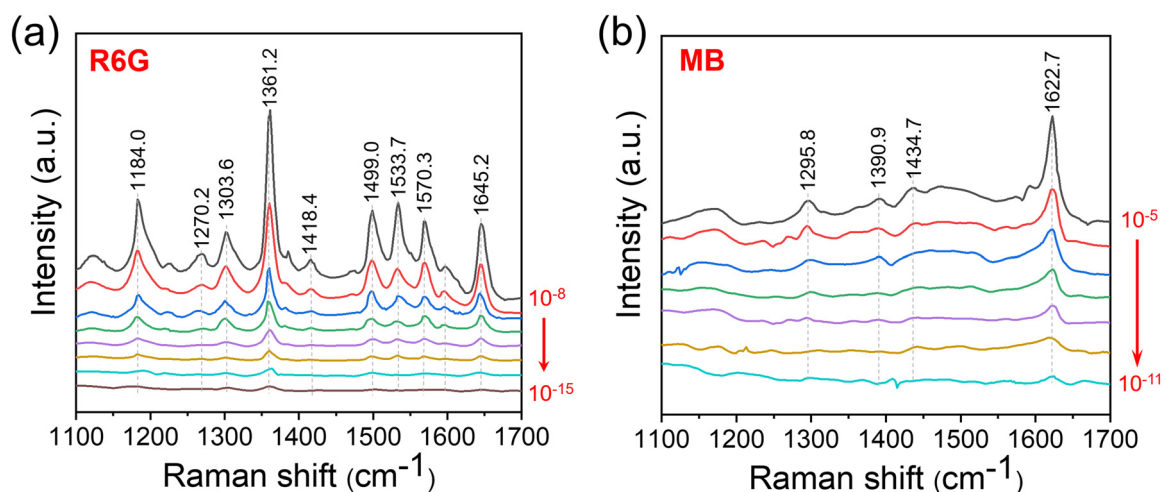 (a)
R6G
1184.0
1270.2
1303.6
1361.2
1418.4
1499.0
1533.7
1570.3
1645.2
10⁻⁸
10⁻¹⁵
Intensity (a.u.)
1100 1200 1300 1400 1500 1600 1700
Raman shift (cm⁻¹)
(b)
MB
1295.8
1390.9
1434.7
1622.7
10⁻⁵
10⁻¹¹
Intensity (a.u.)
1100 1200 1300 1400 1500 1600 1700
Raman shift (cm⁻¹)